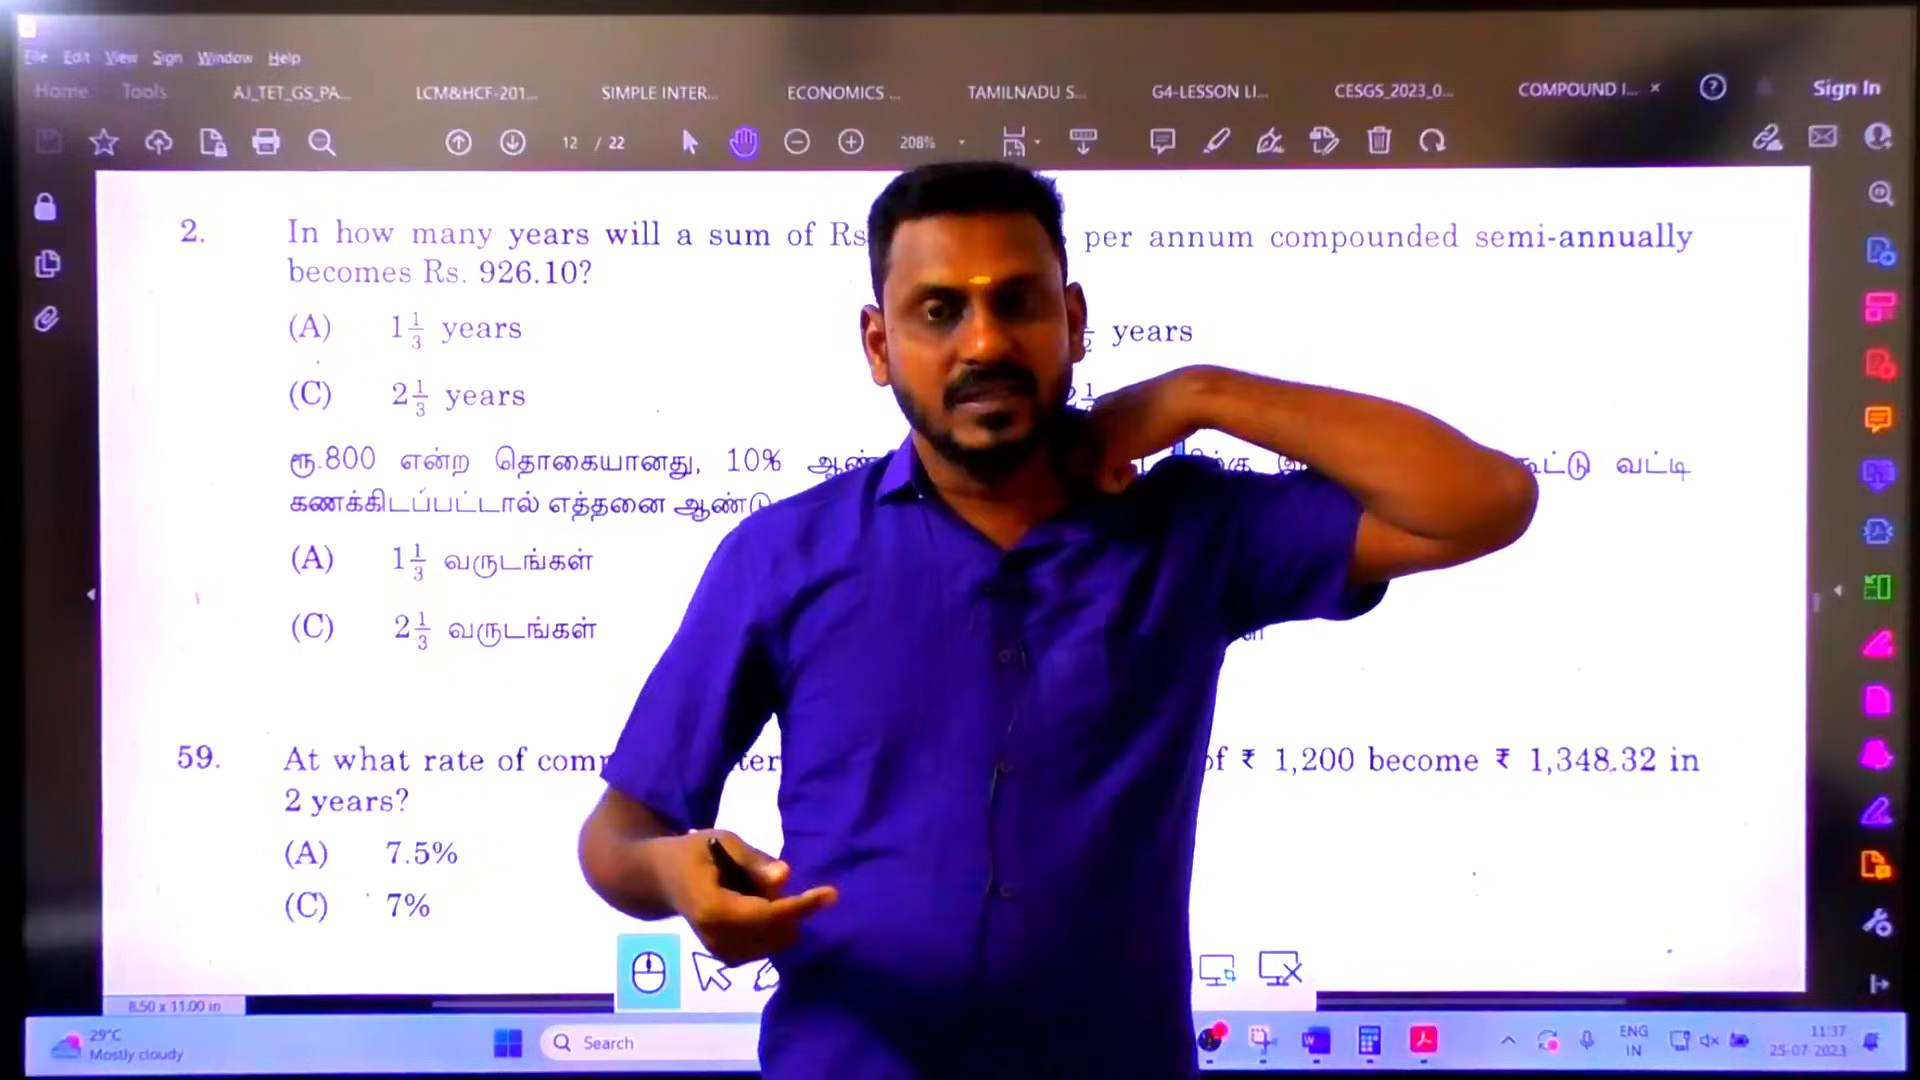 File Edit View Sign Window Help
Home Tools AJ_TET_GS_PA... LCM&HCF-201... SIMPLE INTER... ECONOMICS ... TAMILNADU S... G4-LESSON LI... CESGS_2023_0... COMPOUND I... × Sign In
12 / 22 208%
2. In how many years will a sum of Rs per annum compounded semi-annually
becomes Rs. 926.10?
(A) 1 1/3 years years
(C) 2 1/3 years
ரூ.800 என்ற தொகையானது, 10% கூட்டு வட்டி
கணக்கிடப்பட்டால் எத்தனை
(A) 1 1/3 வருடங்கள்
(C) 2 1/3 வருடங்கள்
59. At what rate of of ₹ 1,200 become ₹ 1,348.32 in
2 years?
(A) 7.5%
(C) 7%
8.50 x 11.00 in
29°C
Mostly cloudy
Search
ENG
IN
11:37
25-07-2023